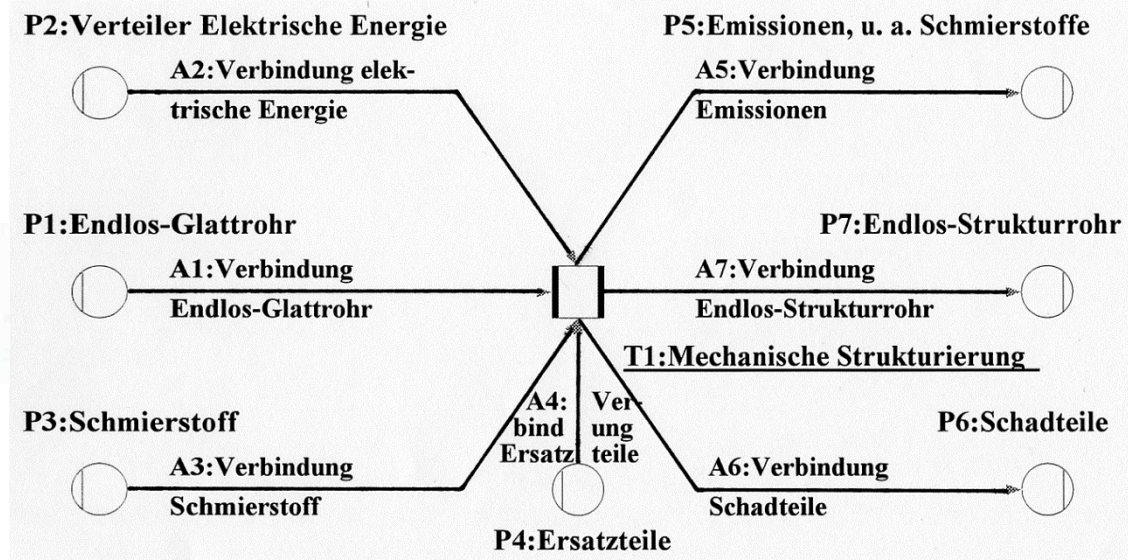 P2:Verteiler Elektrische Energie
P5:Emissionen, u. a. Schmierstoffe
A2:Verbindung elek-
trische Energie
A5:Verbindung
Emissionen
P1:Endlos-Glattrohr
P7:Endlos-Strukturrohr
A1:Verbindung
Endlos-Glattrohr
A7:Verbindung
Endlos-Strukturrohr
T1:Mechanische Strukturierung
P3:Schmierstoff
A4: Ver-
bind ung
Ersatz teile
P6:Schadteile
A3:Verbindung
Schmierstoff
A6:Verbindung
Schadteile
P4:Ersatzteile